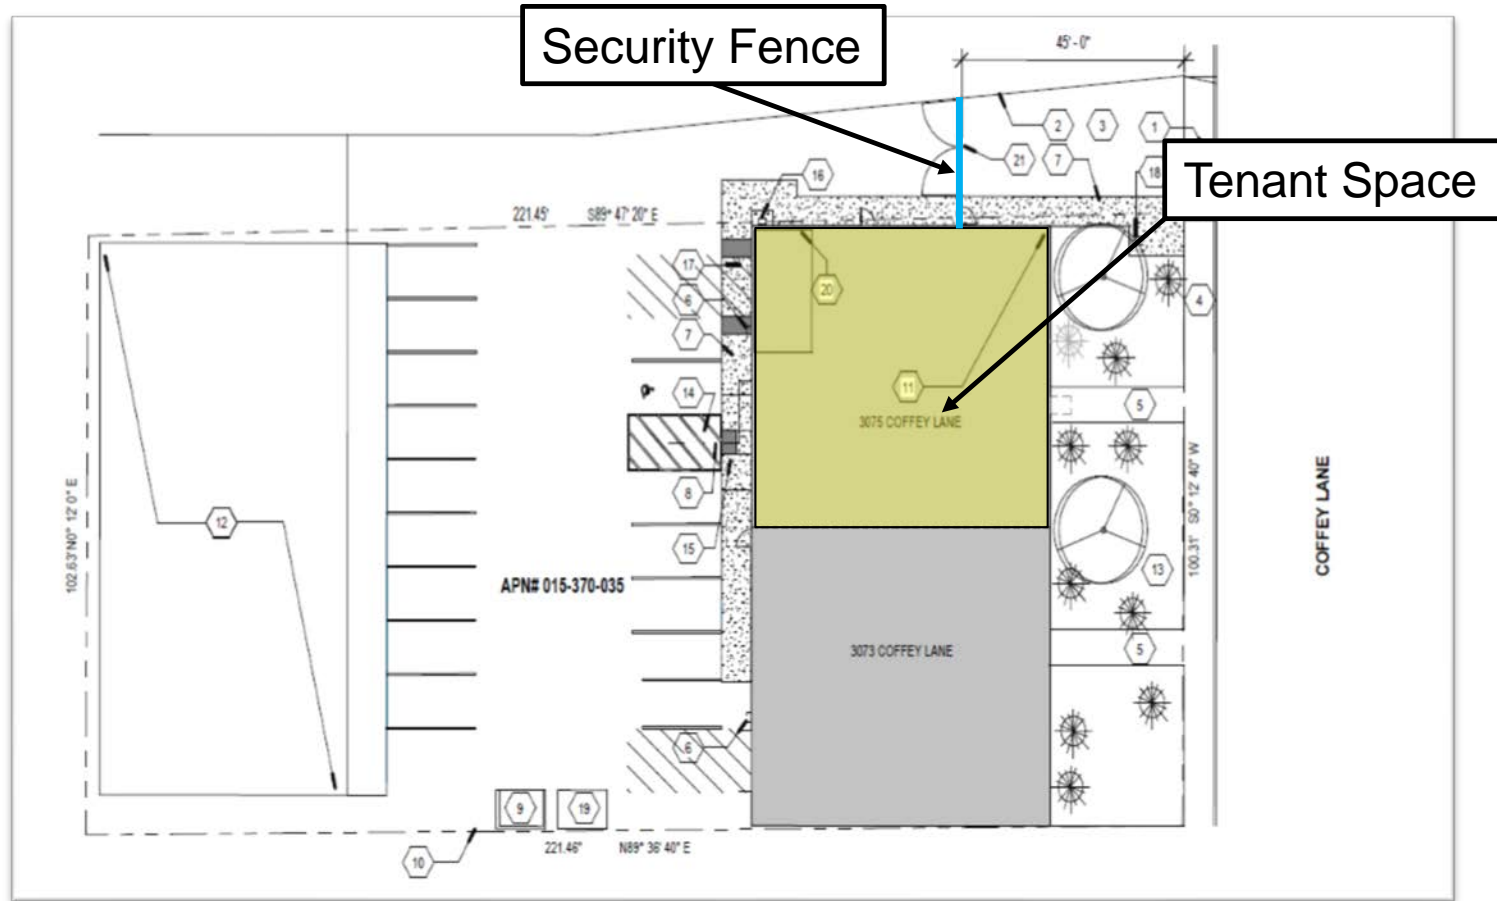 Security Fence
45' - 0"
2
3
1
21
7
18
16
Tenant Space
221.45' S89° 47' 20" E
17
20
6
4
7
14
11
5
3075 COFFEY LANE
8
12
15
102.63' N0° 12' 0" E
100.31' S0° 12' 40" W
COFFEY LANE
13
APN# 015-370-035
3073 COFFEY LANE
5
6
9
19
221.46" N89° 36' 40" E
10